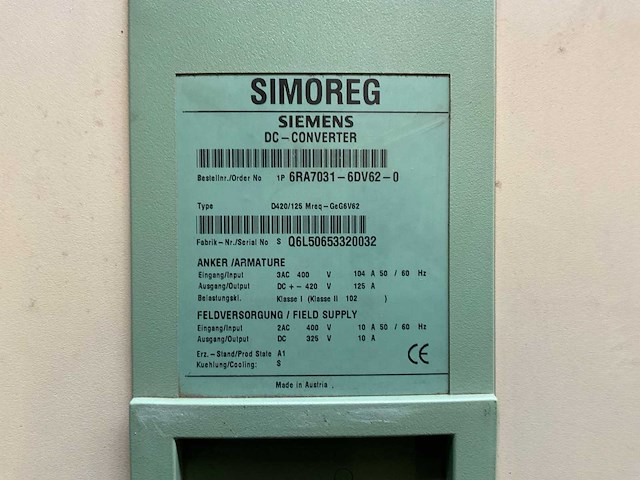 SIMOREG
SIEMENS
DC-CONVERTER
Bestellnr./Order No 1P 6RA7031-6DV62-0
Type D420/125 Mreq-GeG6V62
Fabrik-Nr./Serial No S Q6L50653320032
ANKER /ARMATURE
Eingang/Input 3AC 400 V 104 A 50 / 60 Hz
Ausgang/Output DC +- 420 V 125 A
Belastungskl. Klasse I (Klasse II 102 )
FELDVERSORGUNG / FIELD SUPPLY
Eingang/Input 2AC 400 V 10 A 50 / 60 Hz
Ausgang/Output DC 325 V 10 A
Erz.-Stand/Prod State A1
Kuehlung/Cooling: S
CE
Made in Austria